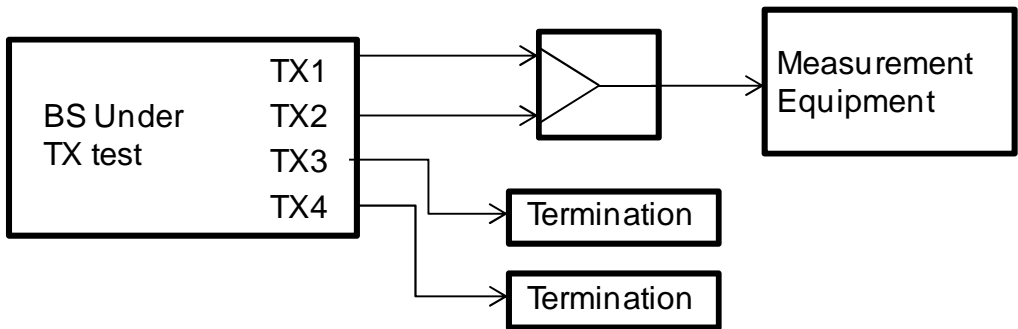 BS Under
TX test
TX1
TX2
TX3
TX4
Measurement
Equipment
Termination
Termination